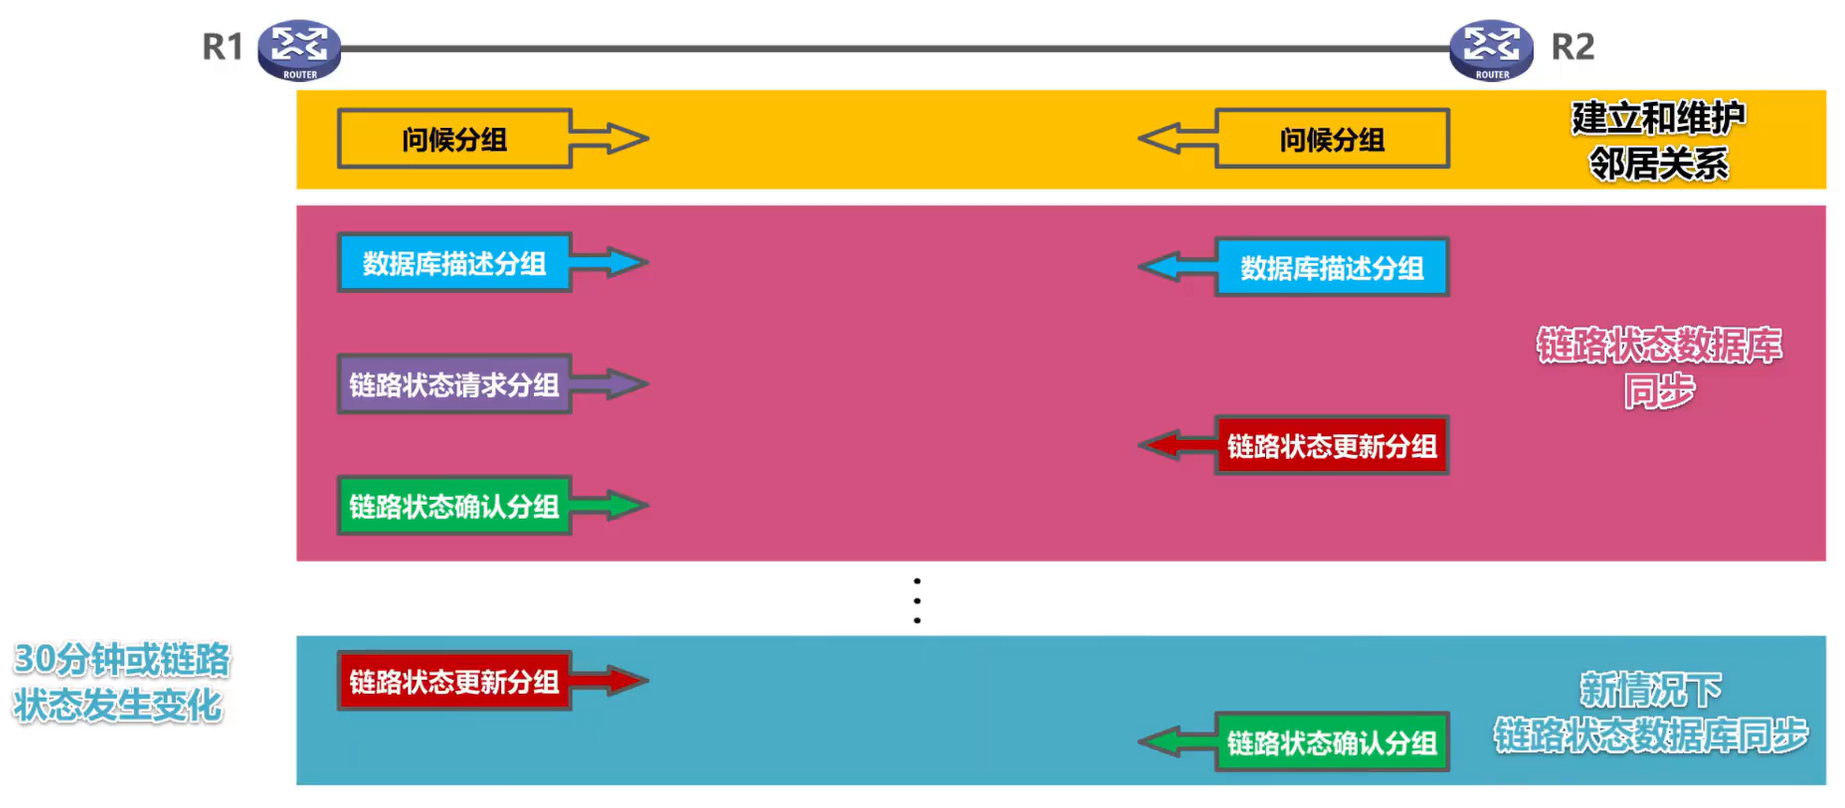 R1
ROUTER
ROUTER
R2
问候分组
问候分组
建立和维护
邻居关系
数据库描述分组
数据库描述分组
链路状态数据库
同步
链路状态请求分组
链路状态更新分组
链路状态确认分组
30分钟或链路
状态发生变化
链路状态更新分组
新情况下
链路状态数据库同步
链路状态确认分组